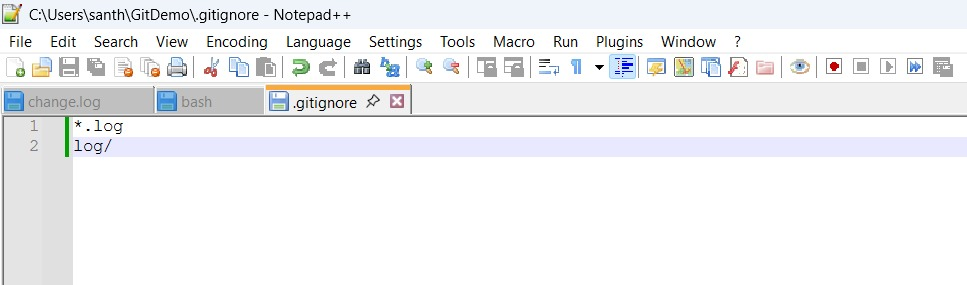 C:\Users\santh\GitDemo\.gitignore - Notepad++
File Edit Search View Encoding Language Settings Tools Macro Run Plugins Window ?
change.log bash .gitignore
1 *.log
2 log/